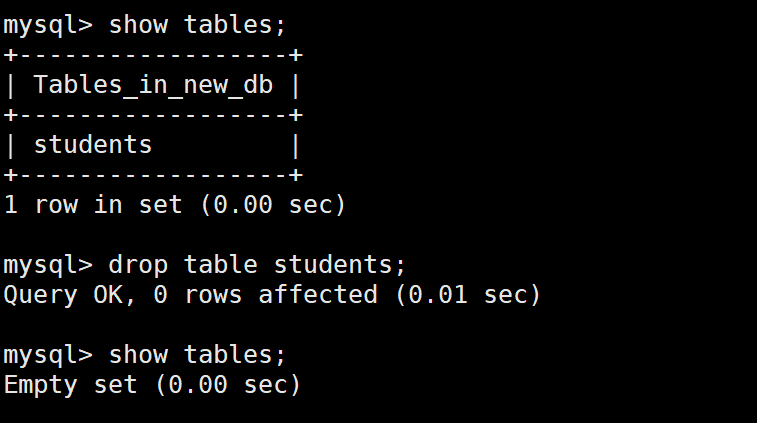 mysql> show tables;
+------------------+
| Tables_in_new_db |
+------------------+
| students         |
+------------------+
1 row in set (0.00 sec)

mysql> drop table students;
Query OK, 0 rows affected (0.01 sec)

mysql> show tables;
Empty set (0.00 sec)